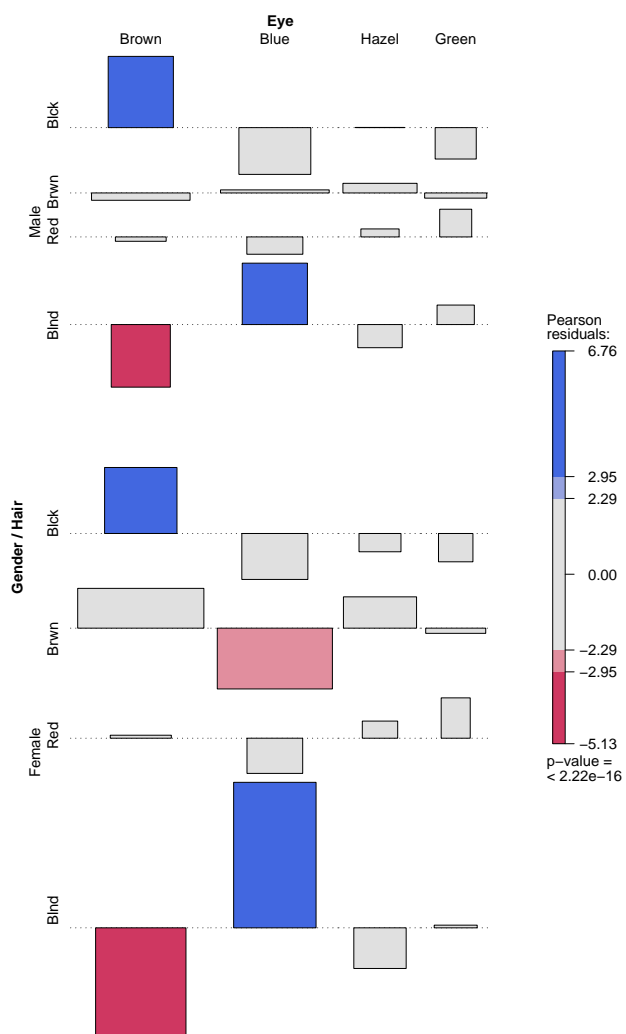 Eye
Brown Blue Hazel Green
Gender / Hair
Male
Blck
Brwn
Red
Blnd
Female
Blck
Brwn
Red
Blnd
Pearson
residuals:
6.76
2.95
2.29
0.00
−2.29
−2.95
−5.13
p−value =
< 2.22e−16